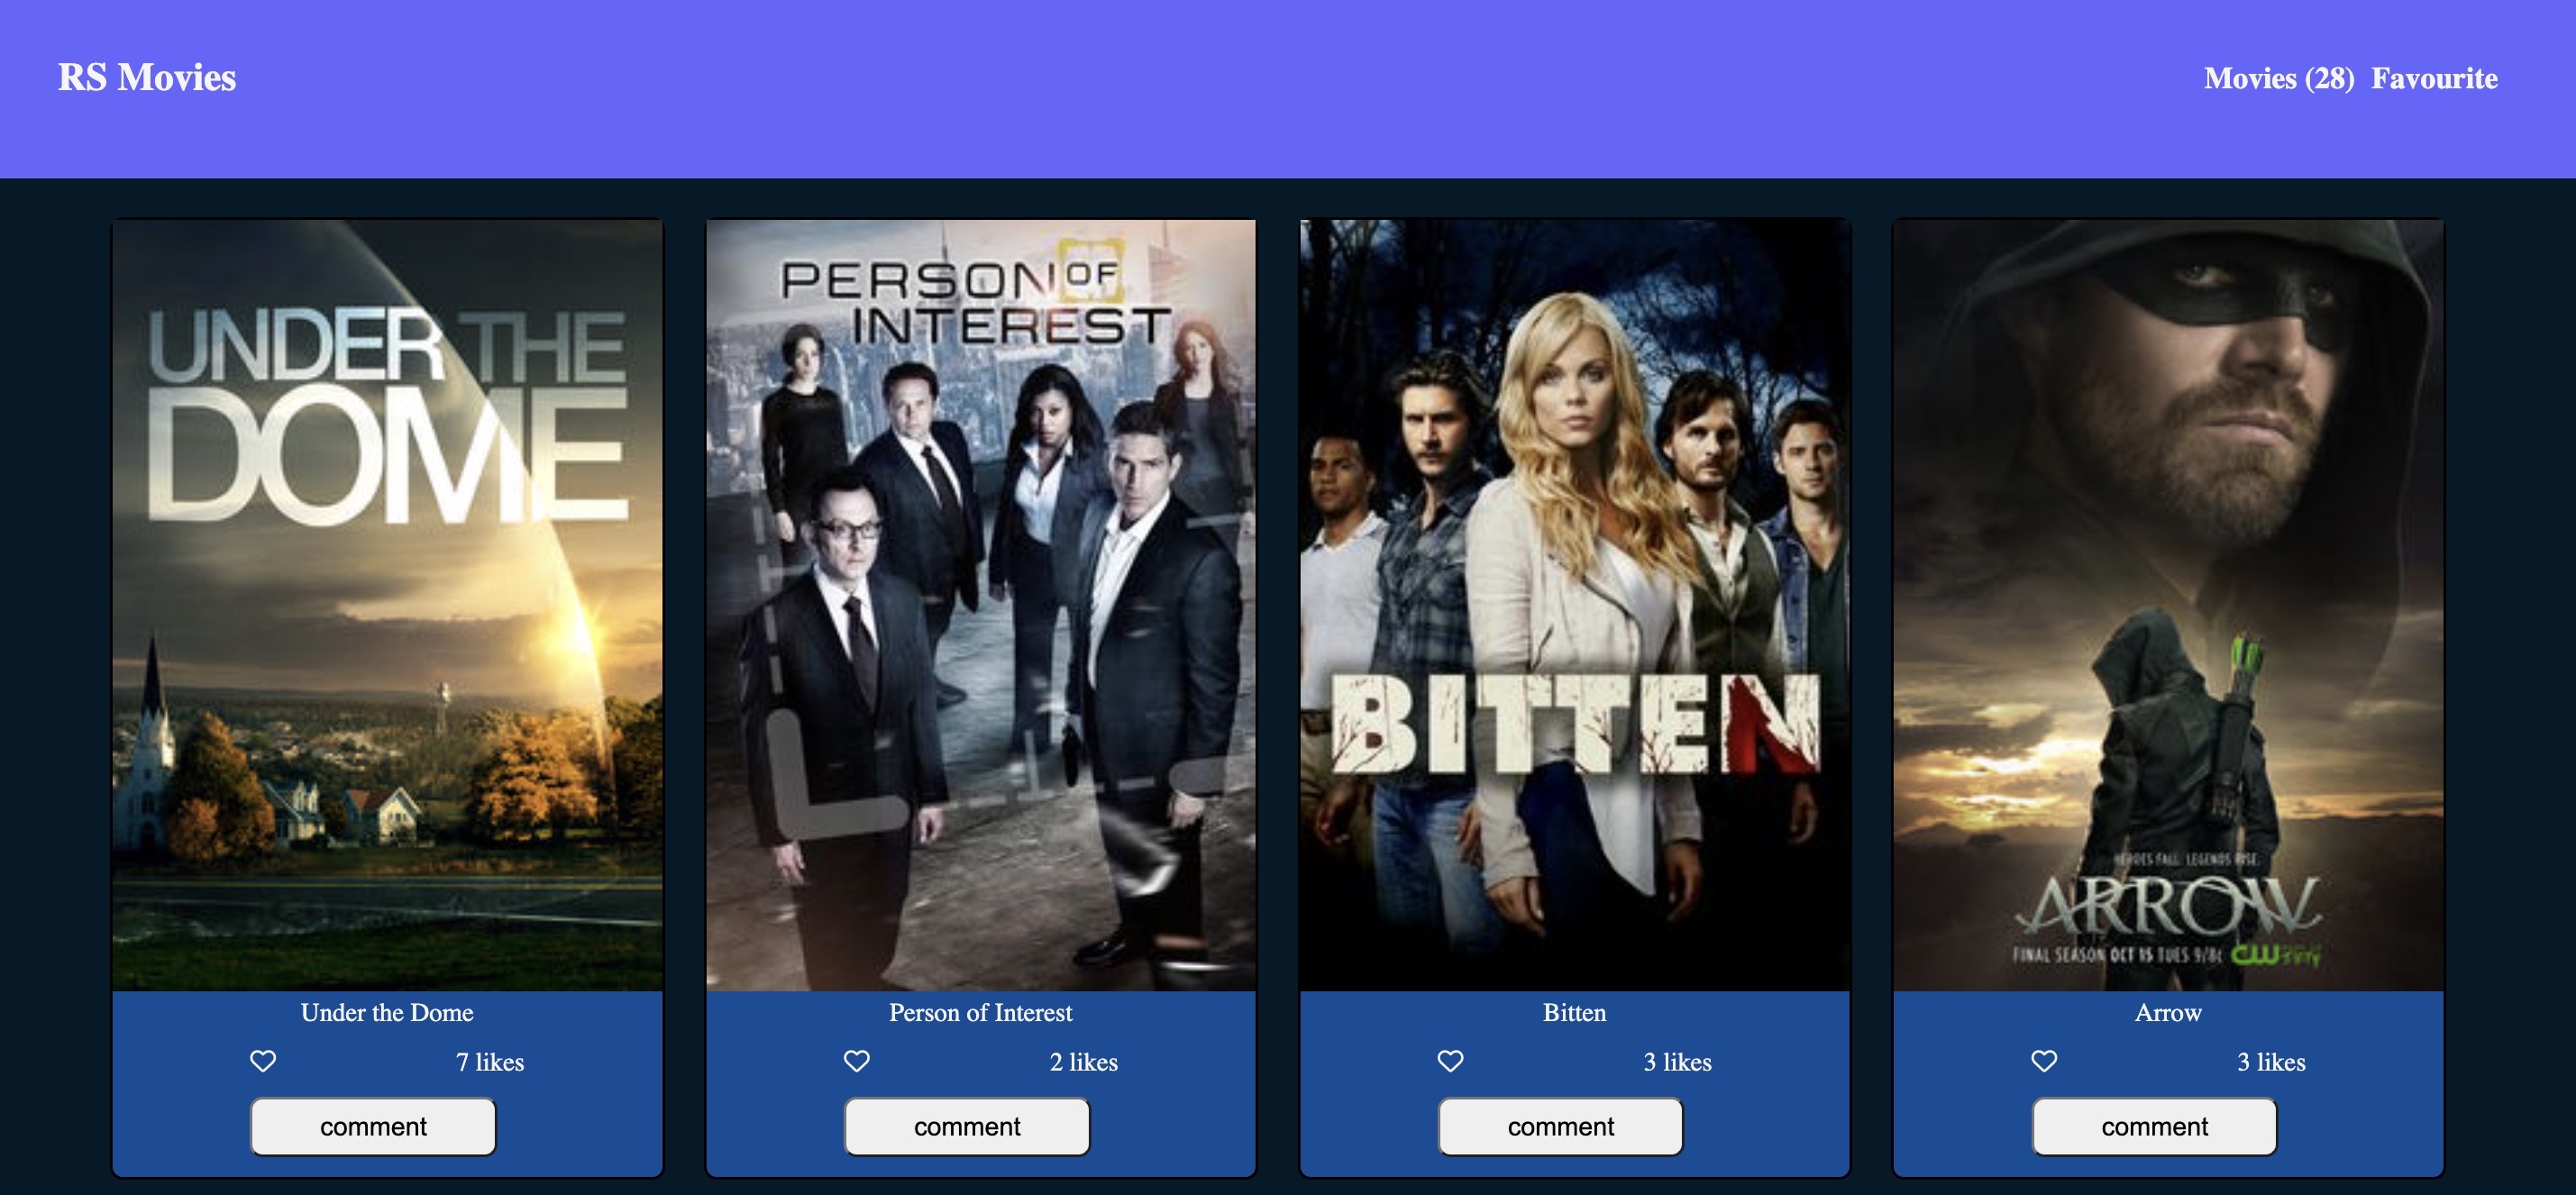 RS Movies
Movies (28) Favourite
UNDER THE
DOME
PERSON OF
INTEREST
BITTEN
HEROES FALL. LEGENDS RISE.
ARROW
FINAL SEASON OCT 15 TUES 9/8c CW
Under the Dome
Person of Interest
Bitten
Arrow
7 likes
2 likes
3 likes
3 likes
comment
comment
comment
comment